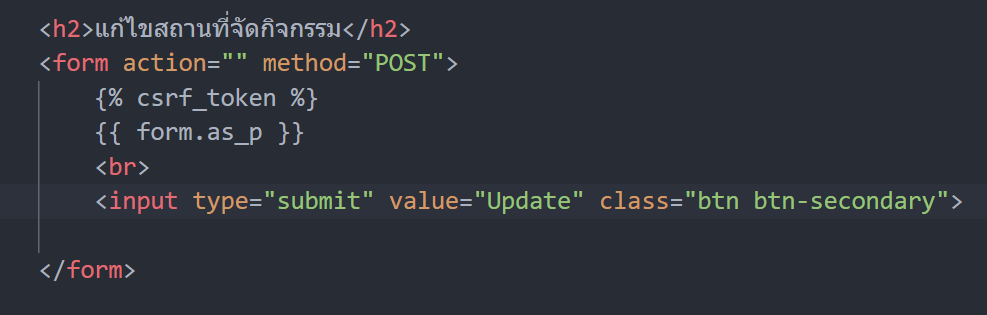 <h2>แก้ไขสถานที่จัดกิจกรรม</h2>
<form action="" method="POST">
{% csrf_token %}
{{ form.as_p }}
<br>
<input type="submit" value="Update" class="btn btn-secondary">
</form>